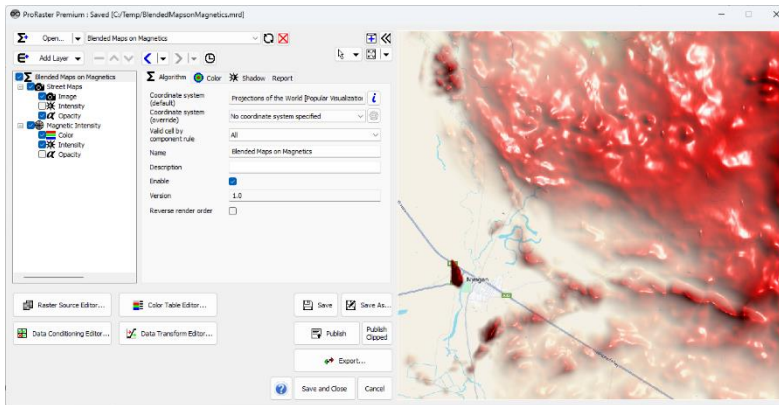 ProRaster Premium : Saved [C:/Temp/BlendedMapsonMagnetics.mrd]
Open... Blended Maps on Magnetics
Add Layer
Blended Maps on Magnetics
Street Maps
Image
Intensity
Opacity
Magnetic Intensity
Color
Intensity
Opacity
Algorithm Color Shadow Report
Coordinate system (default) Projections of the World [Popular Visualizatio
Coordinate system (override) No coordinate system specified
Valid cell by component rule All
Name Blended Maps on Magnetics
Description
Enable
Version 1.0
Reverse render order
Raster Source Editor... Color Table Editor... Save Save As...
Data Conditioning Editor... Data Transform Editor... Publish Publish Clipped
Export...
Save and Close Cancel